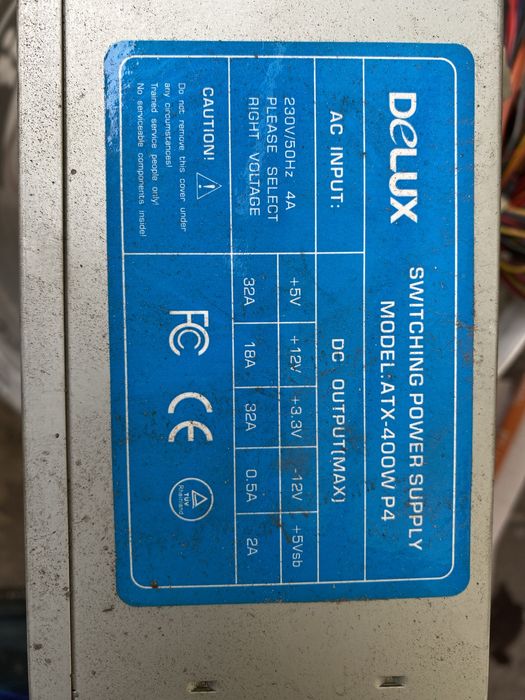 DeLUX
SWITCHING POWER SUPPLY
MODEL:ATX-400W P4
AC INPUT:
230V/50Hz 4A
PLEASE SELECT
RIGHT VOLTAGE
DC OUTPUT(MAX)
+5V +12V +3.3V -12V +5Vsb
32A 18A 32A 0.5A 2A
CAUTION!
Do not remove this cover under
any circumstances!
Trained service people only!
No serviceable components inside!
FC CE
TÜV
Rheinland